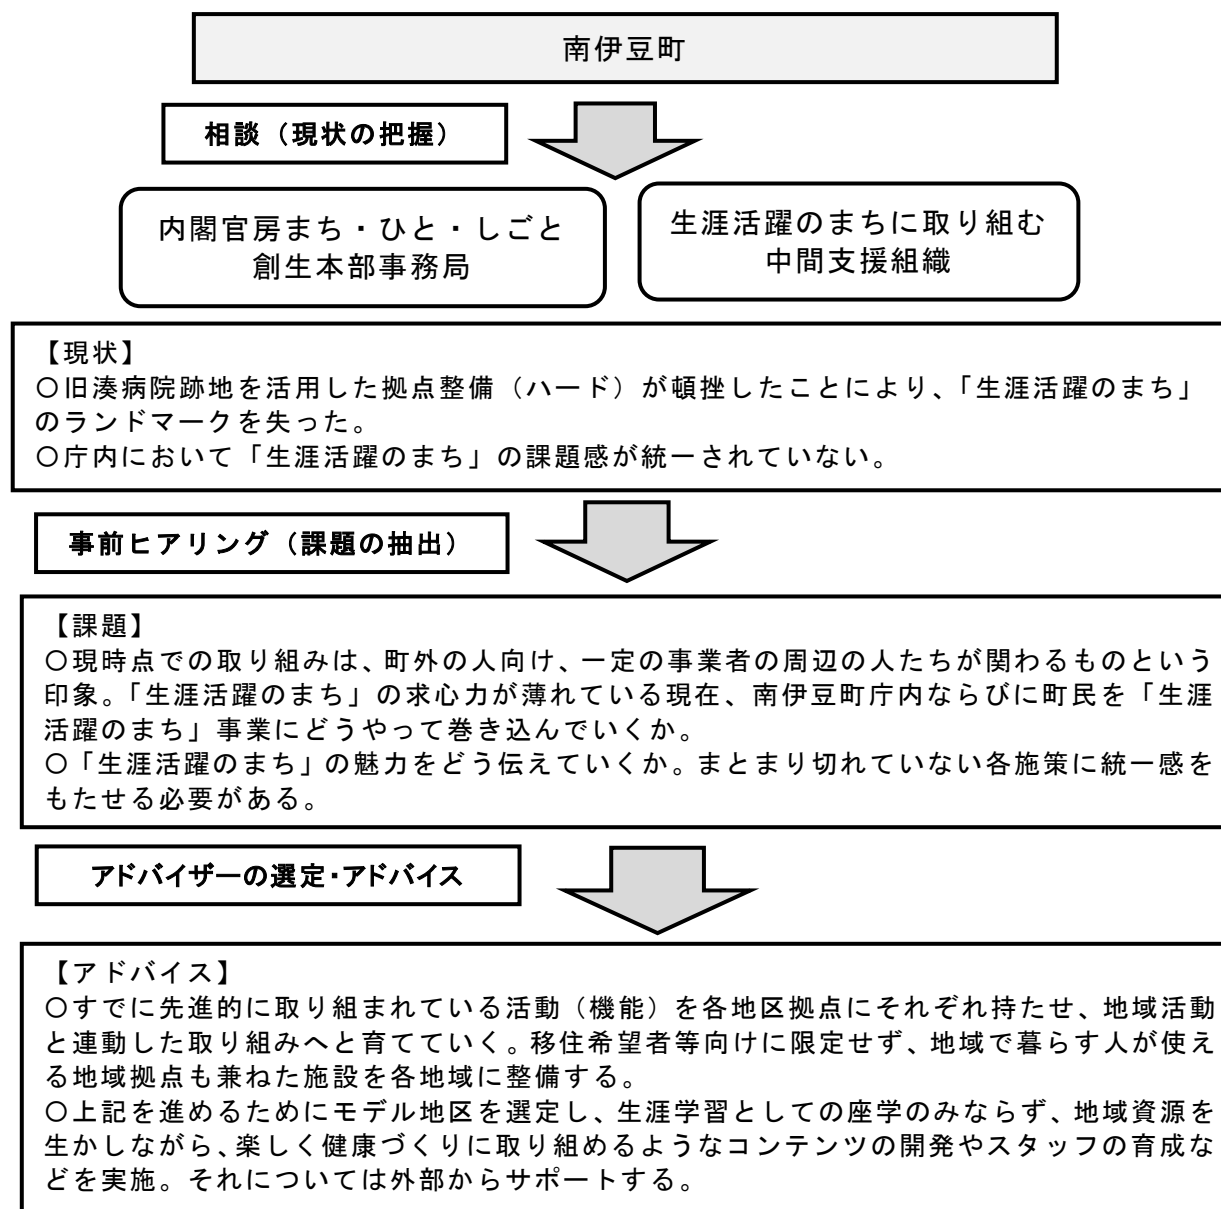 南伊豆町
相談（現状の把握）
内閣官房まち・ひと・しごと
創生本部事務局
生涯活躍のまちに取り組む
中間支援組織
【現状】
〇旧湊病院跡地を活用した拠点整備（ハード）が頓挫したことにより、「生涯活躍のまち」
のランドマークを失った。
〇庁内において「生涯活躍のまち」の課題感が統一されていない。
事前ヒアリング（課題の抽出）
【課題】
〇現時点での取り組みは、町外の人向け、一定の事業者の周辺の人たちが関わるものという
印象。「生涯活躍のまち」の求心力が薄れている現在、南伊豆町庁内ならびに町民を「生涯
活躍のまち」事業にどうやって巻き込んでいくか。
〇「生涯活躍のまち」の魅力をどう伝えていくか。まとまり切れていない各施策に統一感を
もたせる必要がある。
アドバイザーの選定・アドバイス
【アドバイス】
〇すでに先進的に取り組まれている活動（機能）を各地区拠点にそれぞれ持たせ、地域活動
と連動した取り組みへと育てていく。移住希望者等向けに限定せず、地域で暮らす人が使え
る地域拠点も兼ねた施設を各地域に整備する。
〇上記を進めるためにモデル地区を選定し、生涯学習としての座学のみならず、地域資源を
生かしながら、楽しく健康づくりに取り組めるようなコンテンツの開発やスタッフの育成な
どを実施。それについては外部からサポートする。